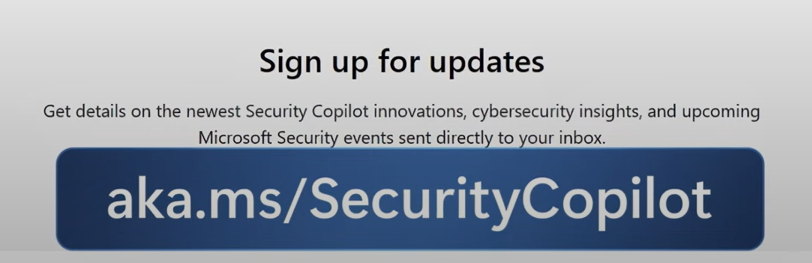 Sign up for updates
Get details on the newest Security Copilot innovations, cybersecurity insights, and upcoming
Microsoft Security events sent directly to your inbox.
aka.ms/SecurityCopilot